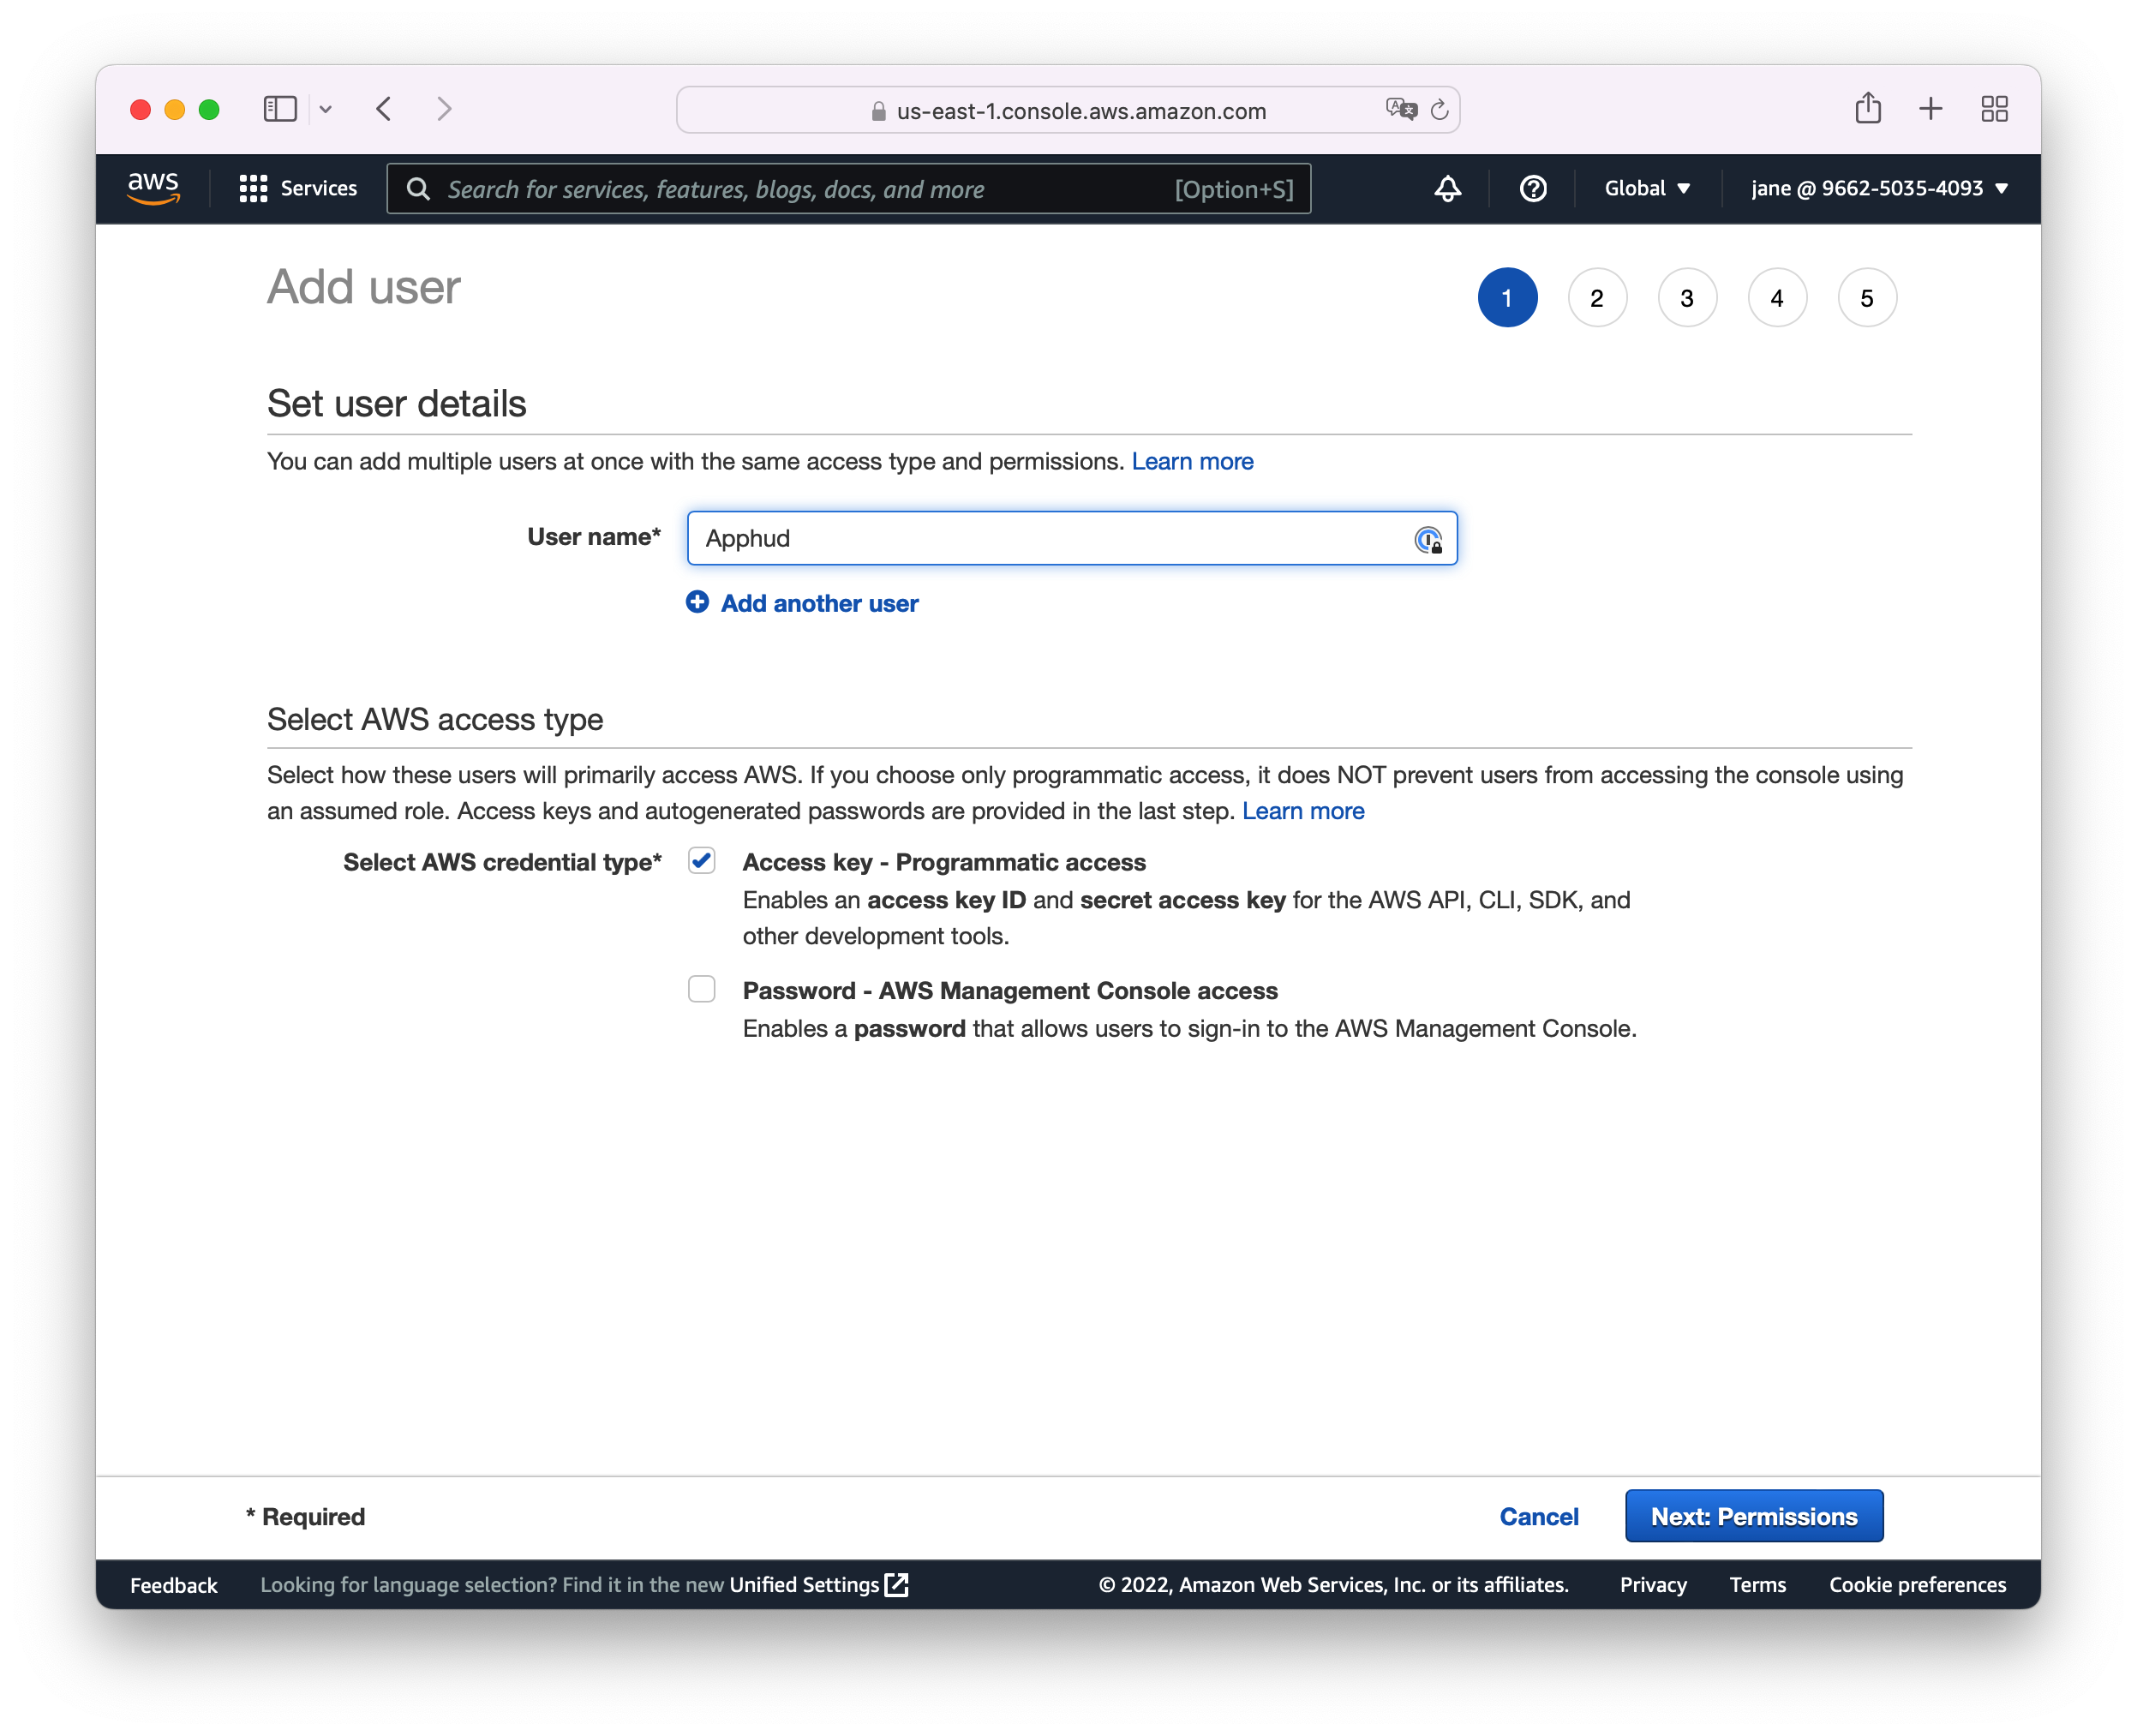 us-east-1.console.aws.amazon.com
aws
Services
Search for services, features, blogs, docs, and more
[Option+S]
Global
jane @ 9662-5035-4093
Add user
1 2 3 4 5
Set user details
You can add multiple users at once with the same access type and permissions. Learn more
User name* Apphud
Add another user
Select AWS access type
Select how these users will primarily access AWS. If you choose only programmatic access, it does NOT prevent users from accessing the console using
an assumed role. Access keys and autogenerated passwords are provided in the last step. Learn more
Select AWS credential type* Access key - Programmatic access
Enables an access key ID and secret access key for the AWS API, CLI, SDK, and
other development tools.
Password - AWS Management Console access
Enables a password that allows users to sign-in to the AWS Management Console.
* Required
Cancel
Next: Permissions
Feedback
Looking for language selection? Find it in the new Unified Settings
© 2022, Amazon Web Services, Inc. or its affiliates.
Privacy
Terms
Cookie preferences